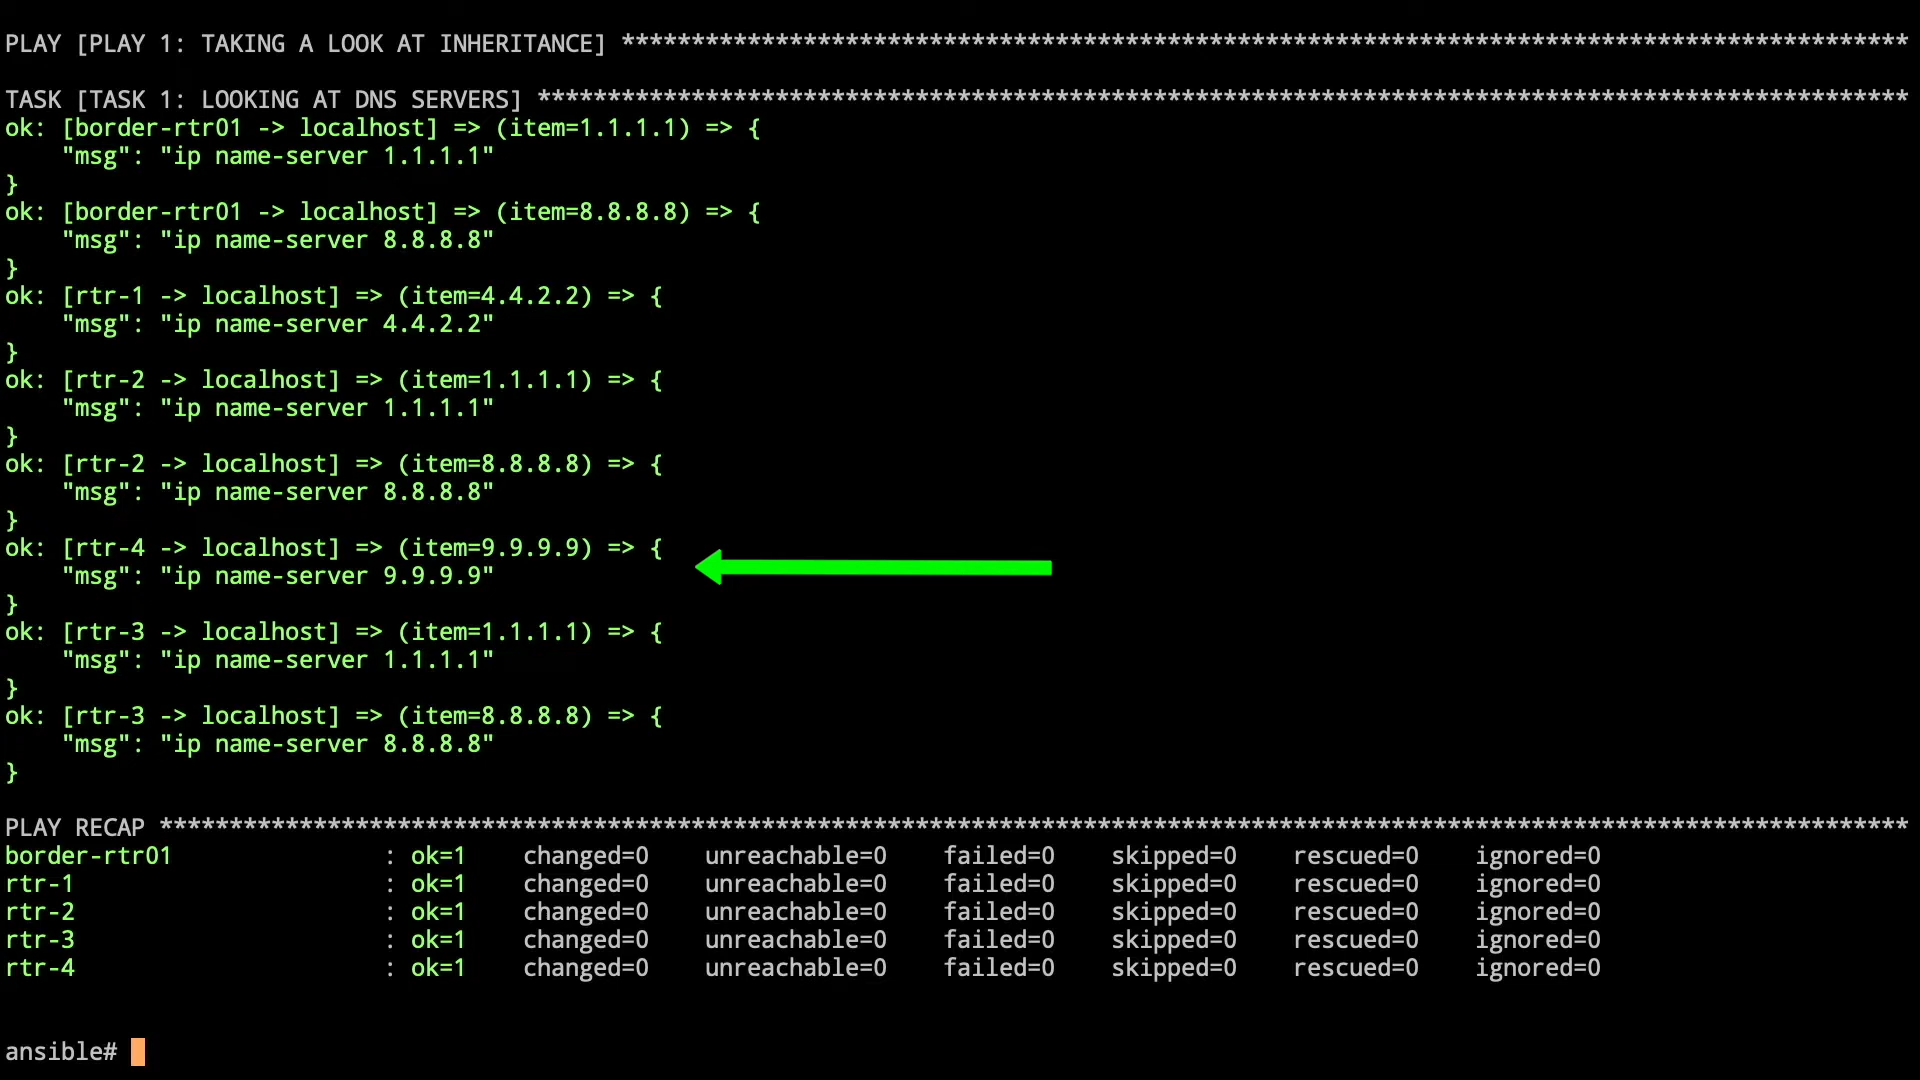 PLAY [PLAY 1: TAKING A LOOK AT INHERITANCE] ********************************************************************************************
TASK [TASK 1: LOOKING AT DNS SERVERS] **************************************************************************************************
ok: [border-rtr01 -> localhost] => (item=1.1.1.1) => {
    "msg": "ip name-server 1.1.1.1"
}
ok: [border-rtr01 -> localhost] => (item=8.8.8.8) => {
    "msg": "ip name-server 8.8.8.8"
}
ok: [rtr-1 -> localhost] => (item=4.4.2.2) => {
    "msg": "ip name-server 4.4.2.2"
}
ok: [rtr-2 -> localhost] => (item=1.1.1.1) => {
    "msg": "ip name-server 1.1.1.1"
}
ok: [rtr-2 -> localhost] => (item=8.8.8.8) => {
    "msg": "ip name-server 8.8.8.8"
}
ok: [rtr-4 -> localhost] => (item=9.9.9.9) => {
    "msg": "ip name-server 9.9.9.9"
}
ok: [rtr-3 -> localhost] => (item=1.1.1.1) => {
    "msg": "ip name-server 1.1.1.1"
}
ok: [rtr-3 -> localhost] => (item=8.8.8.8) => {
    "msg": "ip name-server 8.8.8.8"
}
PLAY RECAP *****************************************************************************************************************************
border-rtr01               : ok=1    changed=0    unreachable=0    failed=0    skipped=0    rescued=0    ignored=0
rtr-1                      : ok=1    changed=0    unreachable=0    failed=0    skipped=0    rescued=0    ignored=0
rtr-2                      : ok=1    changed=0    unreachable=0    failed=0    skipped=0    rescued=0    ignored=0
rtr-3                      : ok=1    changed=0    unreachable=0    failed=0    skipped=0    rescued=0    ignored=0
rtr-4                      : ok=1    changed=0    unreachable=0    failed=0    skipped=0    rescued=0    ignored=0
ansible#